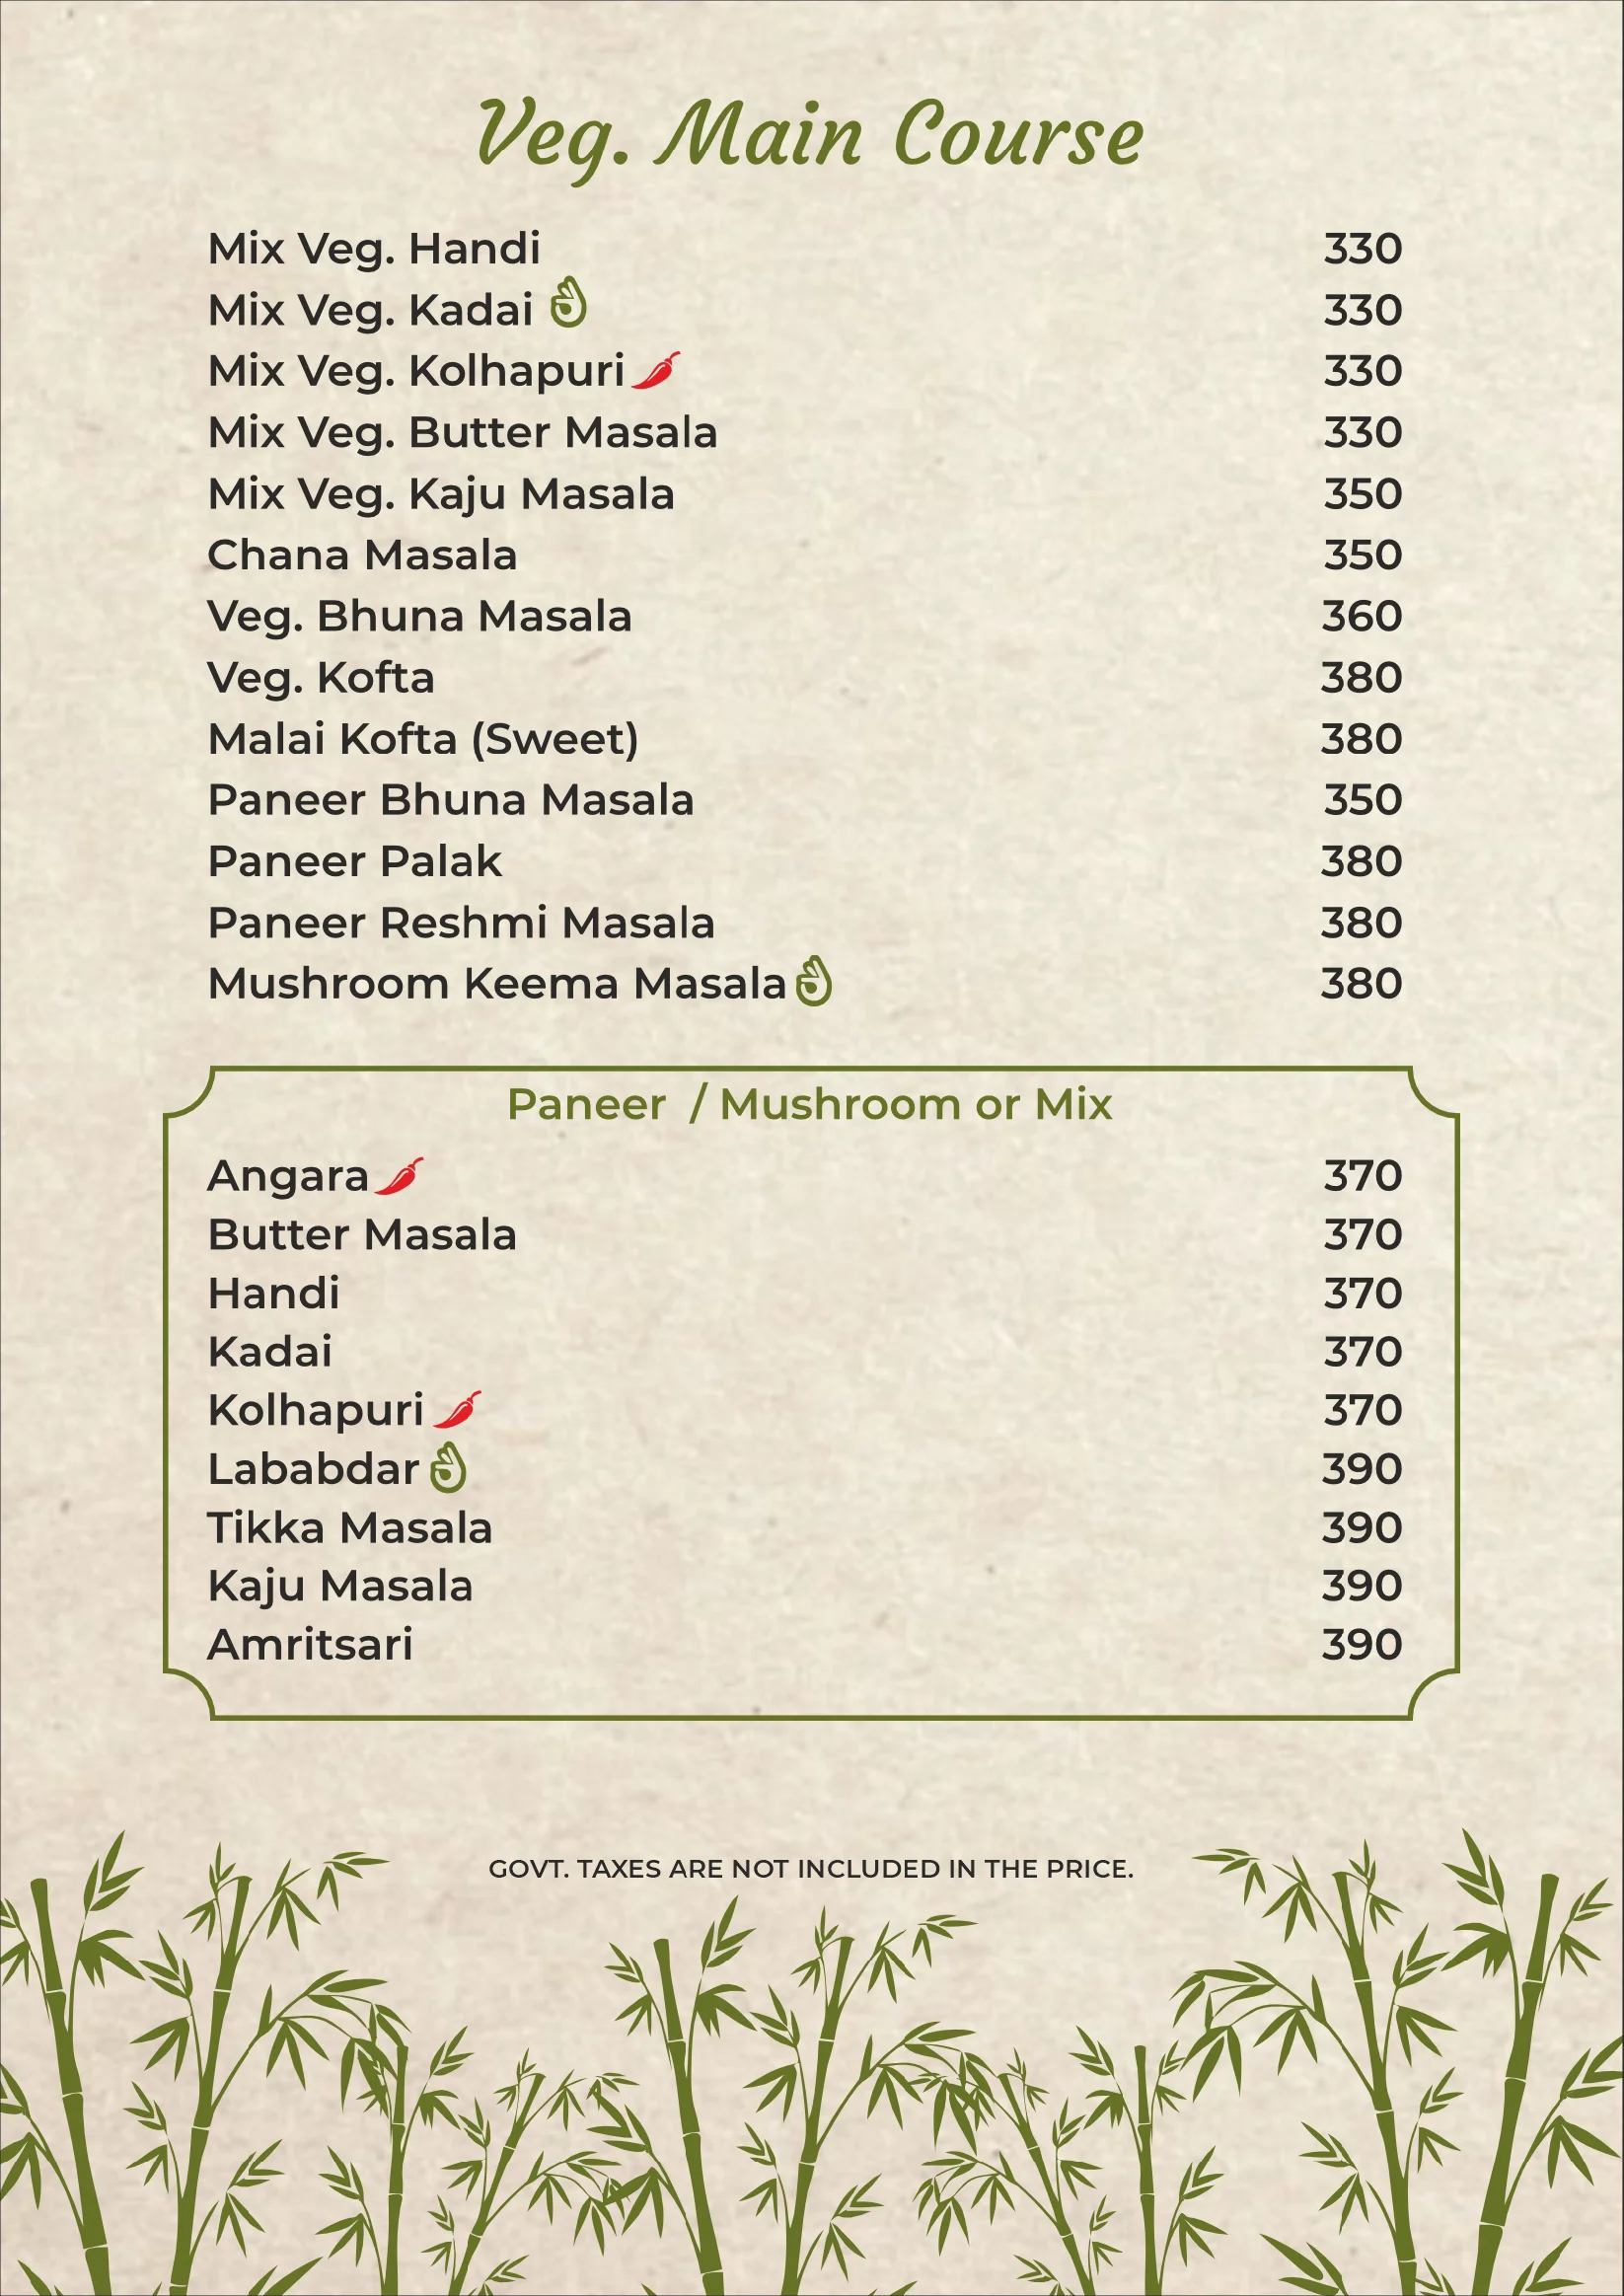 Veg. Main Course
Mix Veg. Handi 330
Mix Veg. Kadai 330
Mix Veg. Kolhapuri 330
Mix Veg. Butter Masala 330
Mix Veg. Kaju Masala 350
Chana Masala 350
Veg. Bhuna Masala 360
Veg. Kofta 380
Malai Kofta (Sweet) 380
Paneer Bhuna Masala 350
Paneer Palak 380
Paneer Reshmi Masala 380
Mushroom Keema Masala 380
Paneer / Mushroom or Mix
Angara 370
Butter Masala 370
Handi 370
Kadai 370
Kolhapuri 370
Lababdar 390
Tikka Masala 390
Kaju Masala 390
Amritsari 390
GOVT. TAXES ARE NOT INCLUDED IN THE PRICE.